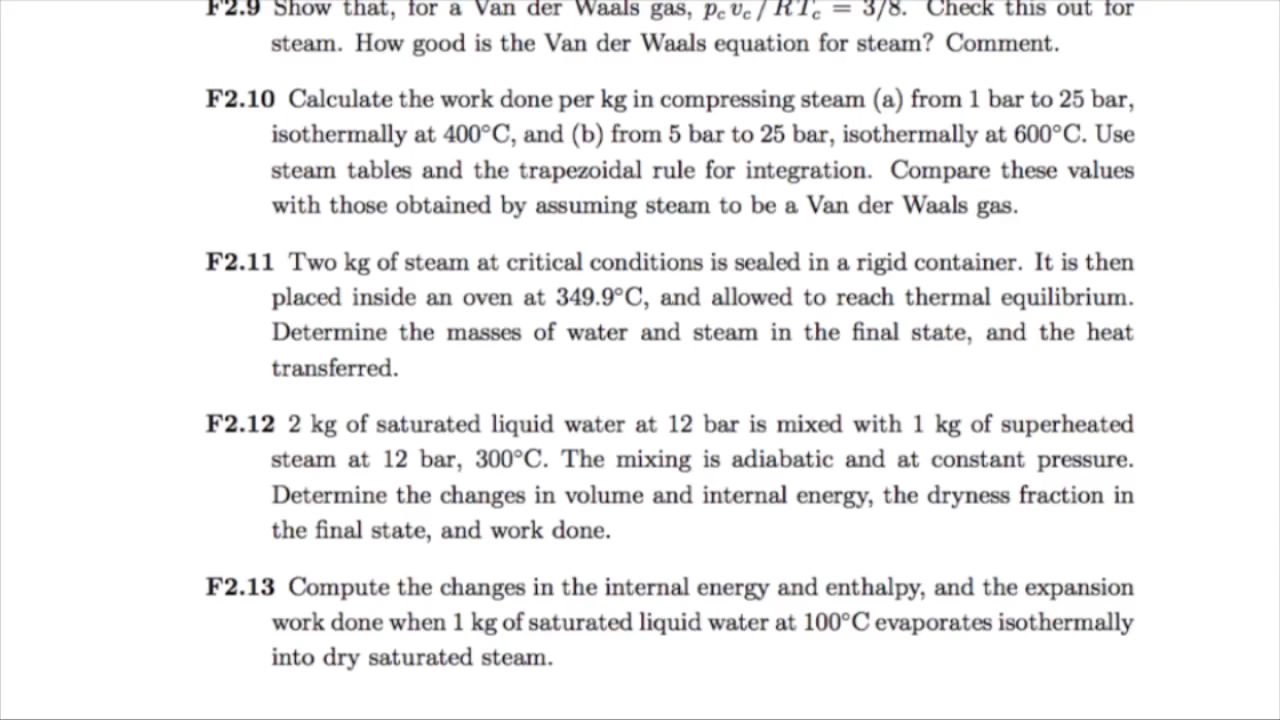 F2.9 Show that, for a Van der Waals gas, p_c v_c / RT_c = 3/8. Check this out for
steam. How good is the Van der Waals equation for steam? Comment.
F2.10 Calculate the work done per kg in compressing steam (a) from 1 bar to 25 bar,
isothermally at 400°C, and (b) from 5 bar to 25 bar, isothermally at 600°C. Use
steam tables and the trapezoidal rule for integration. Compare these values
with those obtained by assuming steam to be a Van der Waals gas.
F2.11 Two kg of steam at critical conditions is sealed in a rigid container. It is then
placed inside an oven at 349.9°C, and allowed to reach thermal equilibrium.
Determine the masses of water and steam in the final state, and the heat
transferred.
F2.12 2 kg of saturated liquid water at 12 bar is mixed with 1 kg of superheated
steam at 12 bar, 300°C. The mixing is adiabatic and at constant pressure.
Determine the changes in volume and internal energy, the dryness fraction in
the final state, and work done.
F2.13 Compute the changes in the internal energy and enthalpy, and the expansion
work done when 1 kg of saturated liquid water at 100°C evaporates isothermally
into dry saturated steam.